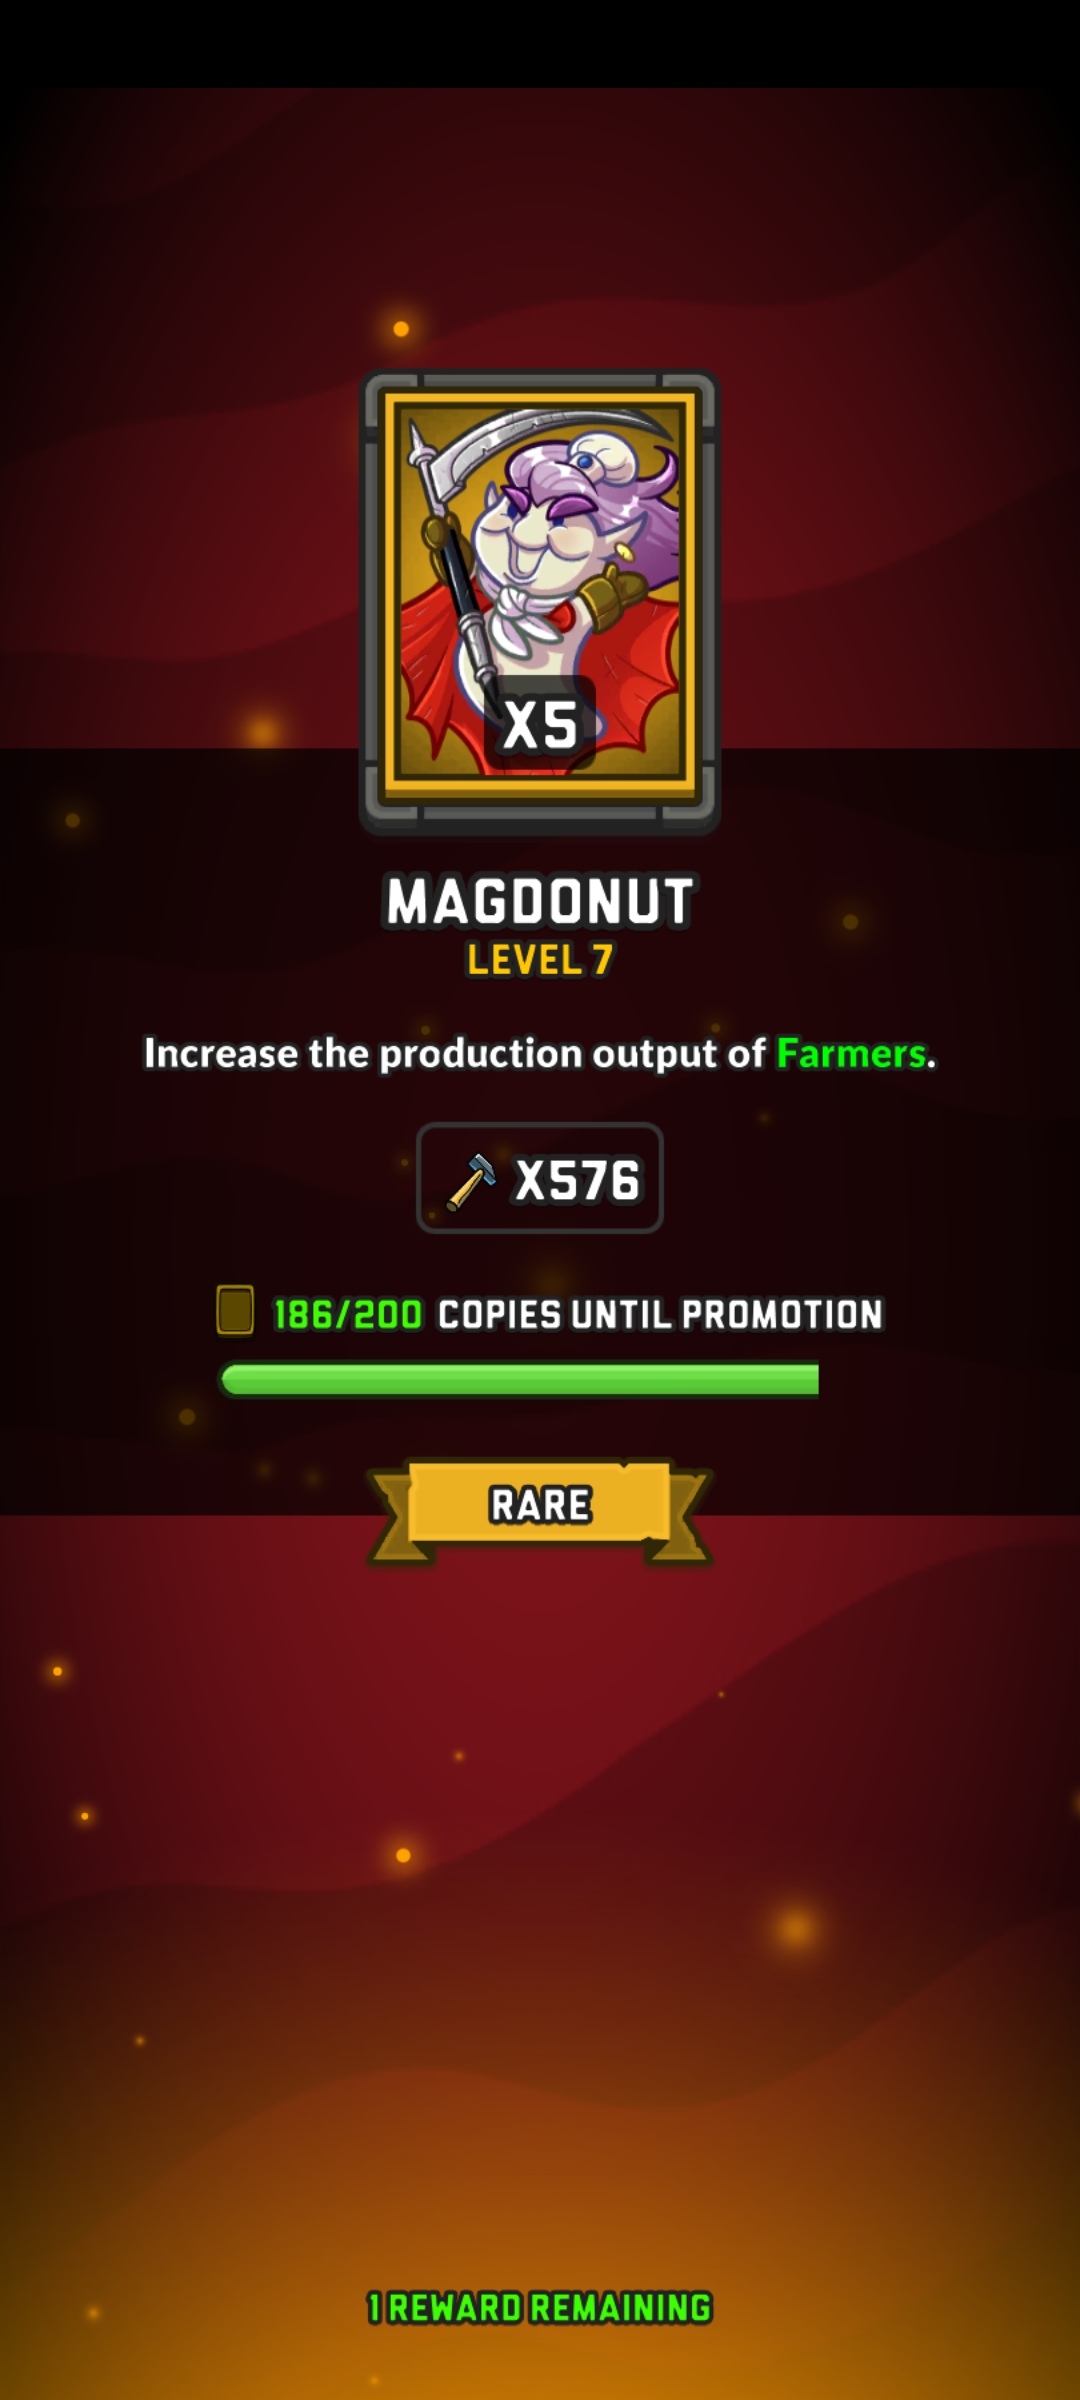 X5
MAGDONUT
LEVEL 7
Increase the production output of Farmers.
X576
186/200 COPIES UNTIL PROMOTION
RARE
1 REWARD REMAINING